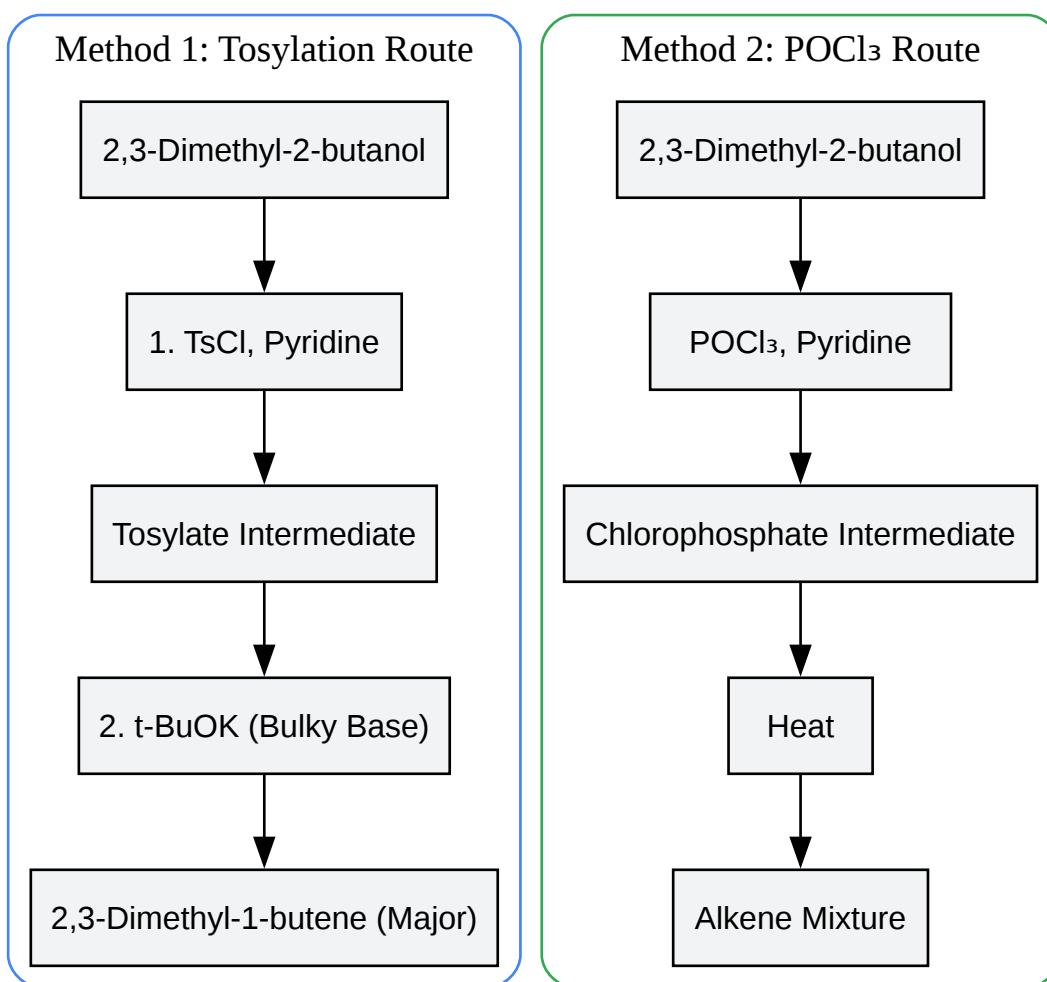 Method 1: Tosylation Route
2,3-Dimethyl-2-butanol
1. TsCl, Pyridine
Tosylate Intermediate
2. t-BuOK (Bulky Base)
2,3-Dimethyl-1-butene (Major)
Method 2: POCl₃ Route
2,3-Dimethyl-2-butanol
POCl₃, Pyridine
Chlorophosphate Intermediate
Heat
Alkene Mixture